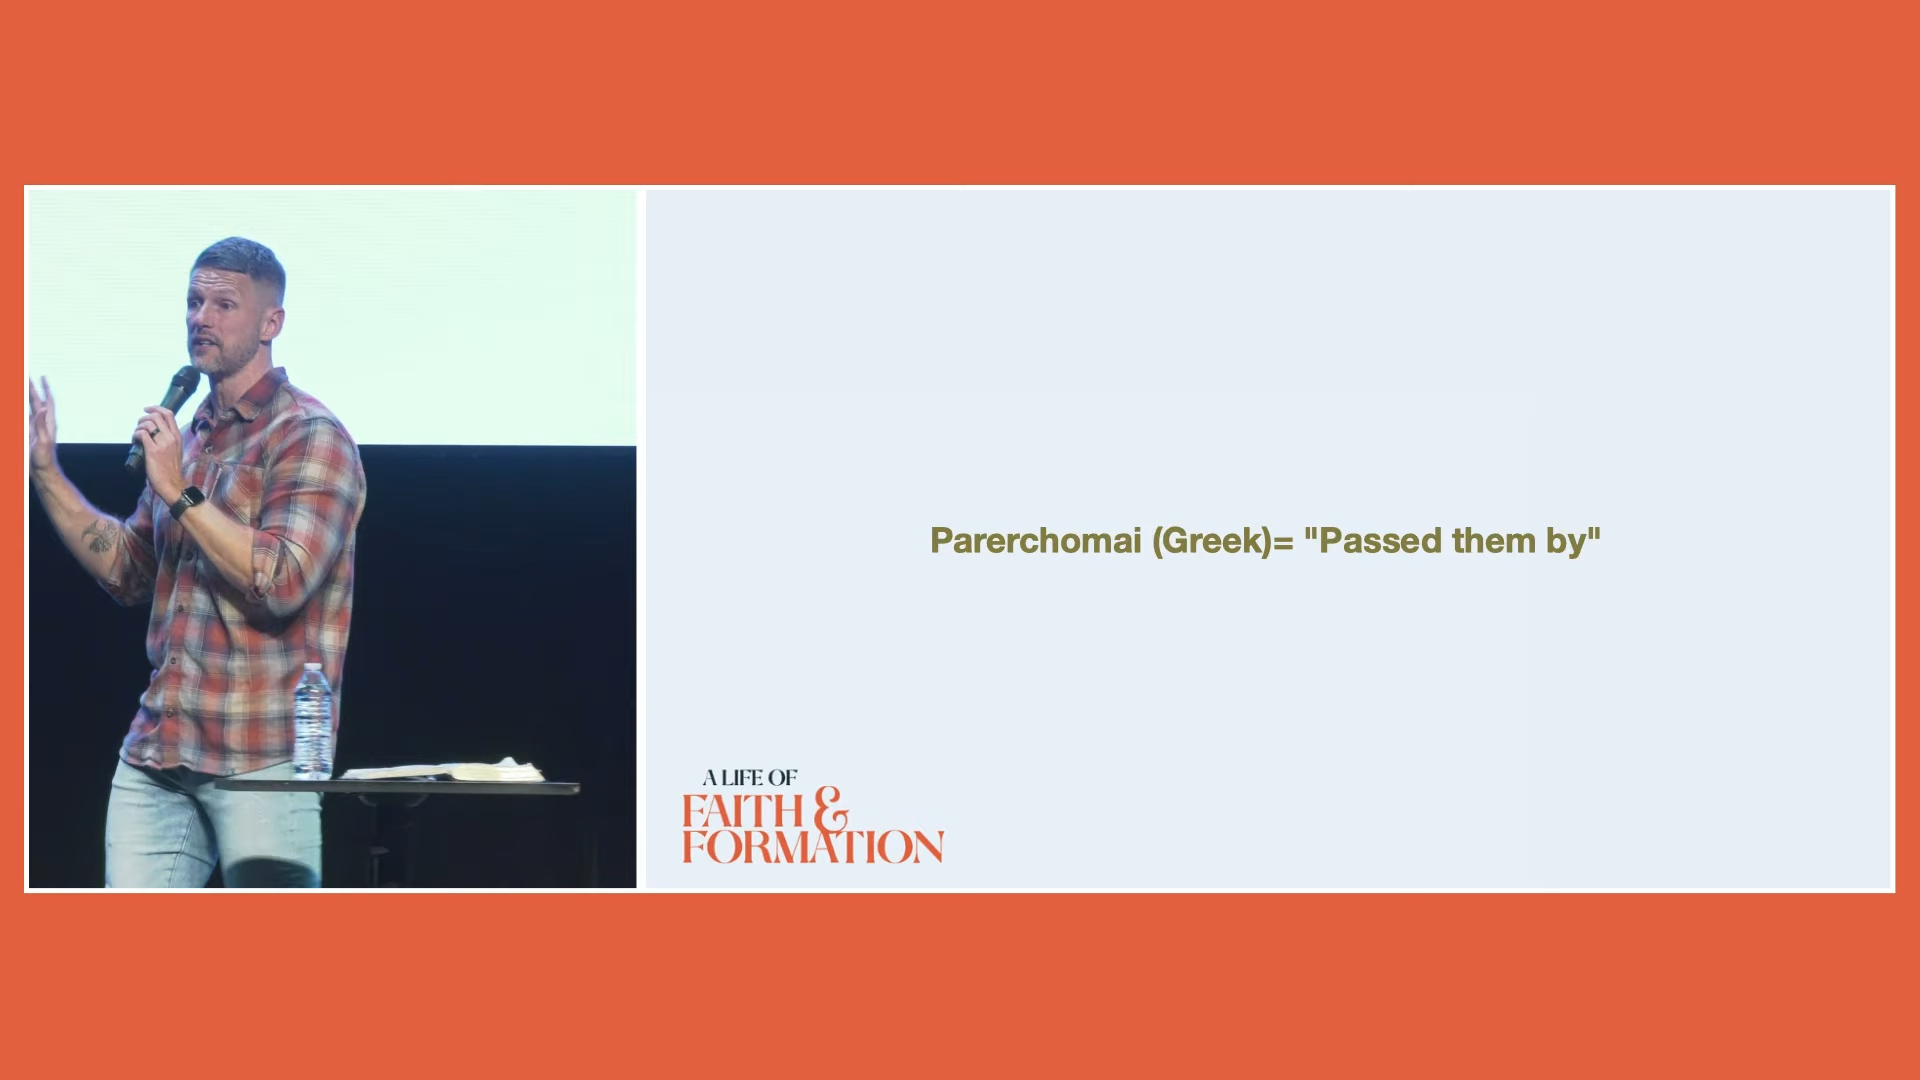 Parerchomai (Greek)= "Passed them by"
A LIFE OF
FAITH &
FORMATION